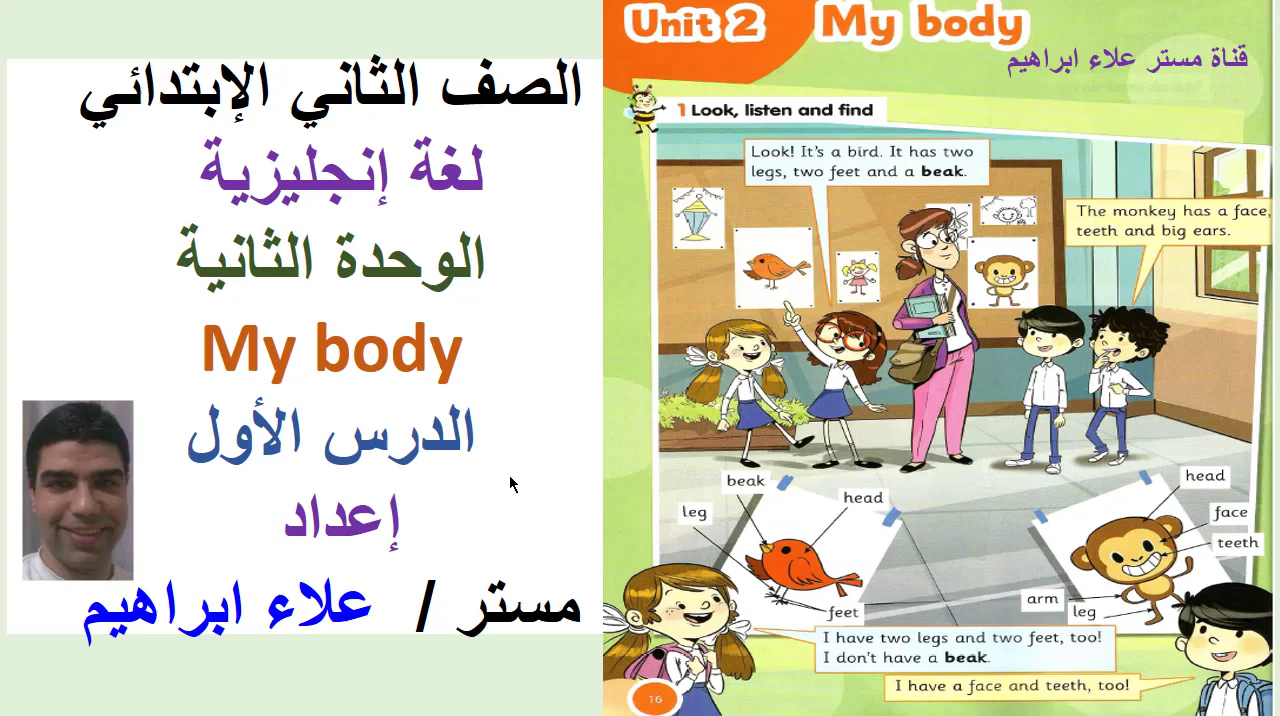 الصف الثاني الإبتدائي
لغة إنجليزية
الوحدة الثانية
My body
الدرس الأول
إعداد
مستر / علاء ابراهيم
Unit 2 My body
قناة مستر علاء ابراهيم
1 Look, listen and find
Look! It's a bird. It has two
legs, two feet and a beak.
The monkey has a face,
teeth and big ears.
beak
head
leg
feet
head
face
teeth
arm
leg
I have two legs and two feet, too!
I don't have a beak.
I have a face and teeth, too!
16